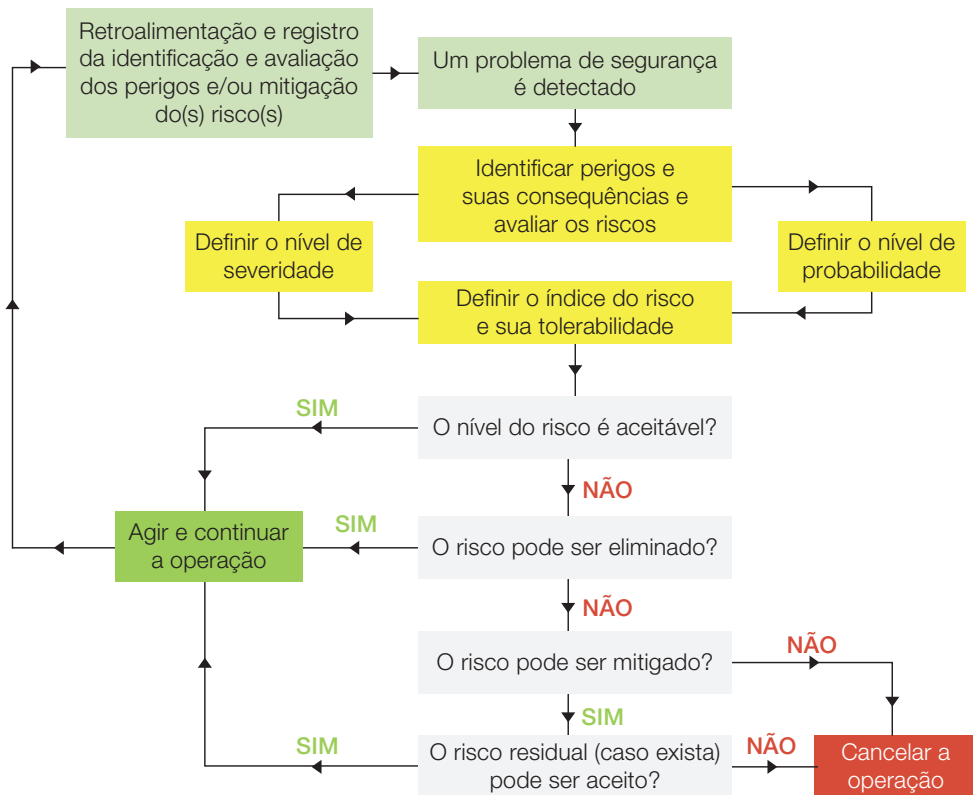 Retroalimentação e registro
da identificação e avaliação
dos perigos e/ou mitigação
do(s) risco(s)
Um problema de segurança
é detectado
Identificar perigos e
suas consequências e
avaliar os riscos
Definir o nível de
severidade
Definir o nível de
probabilidade
Definir o índice do risco
e sua tolerabilidade
SIM
O nível do risco é aceitável?
NÃO
Agir e continuar
a operação
SIM
O risco pode ser eliminado?
NÃO
O risco pode ser mitigado?
NÃO
SIM
SIM
O risco residual (caso exista)
pode ser aceito?
NÃO
Cancelar a
operação